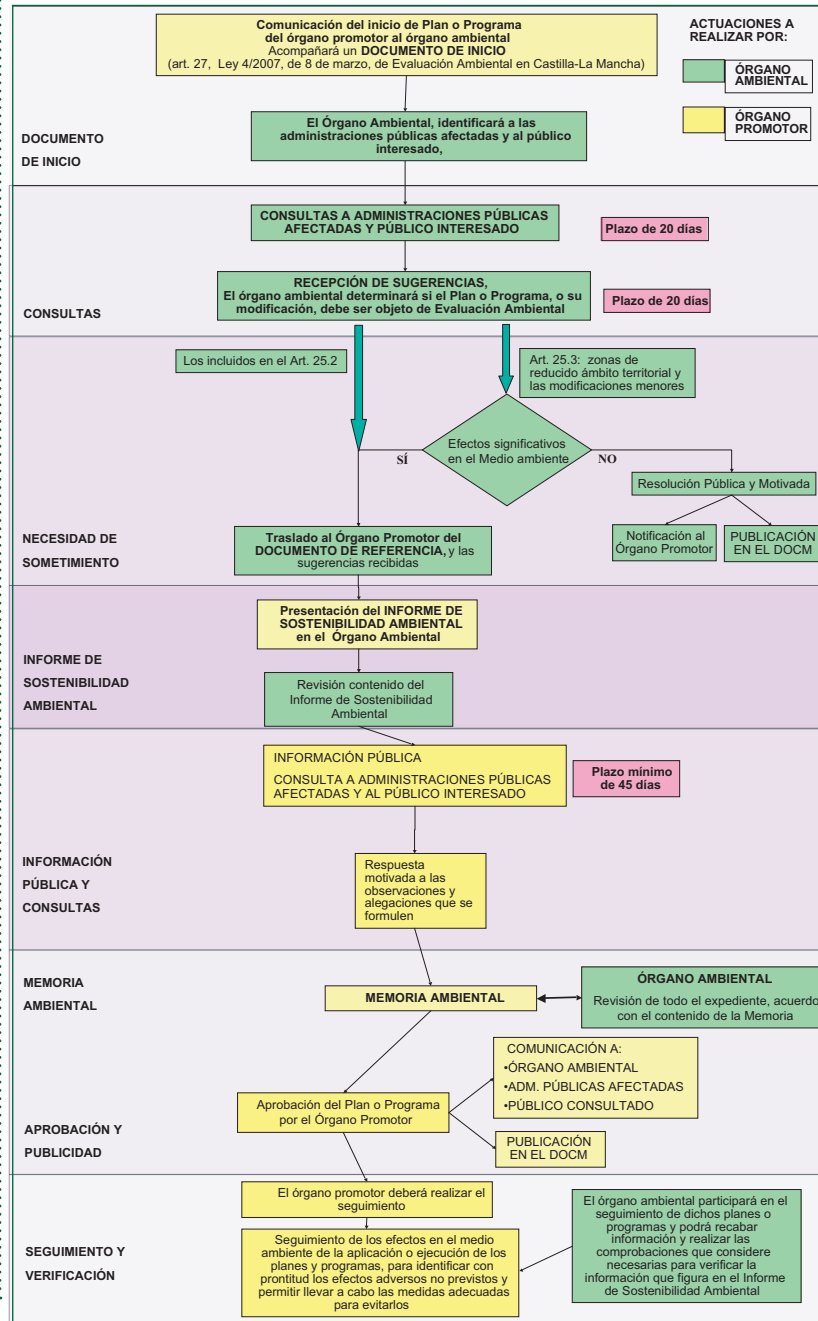 Comunicación del inicio de Plan o Programa
del órgano promotor al órgano ambiental
Acompañará un DOCUMENTO DE INICIO
(art. 27, Ley 4/2007, de 8 de marzo, de Evaluación Ambiental en Castilla-La Mancha)
ACTUACIONES A
REALIZAR POR:
ÓRGANO
AMBIENTAL
ÓRGANO
PROMOTOR
El Órgano Ambiental, identificará a las
administraciones públicas afectadas y al público
interesado,
DOCUMENTO
DE INICIO
CONSULTAS A ADMINISTRACIONES PÚBLICAS
AFECTADAS Y PÚBLICO INTERESADO
Plazo de 20 días
RECEPCIÓN DE SUGERENCIAS,
El órgano ambiental determinará si el Plan o Programa, o su
modificación, debe ser objeto de Evaluación Ambiental
Plazo de 20 días
CONSULTAS
Los incluidos en el Art. 25.2
Art. 25.3: zonas de
reducido ámbito territorial y
las modificaciones menores
Efectos significativos
en el Medio ambiente
SÍ
NO
Resolución Pública y Motivada
Notificación al
Órgano Promotor
PUBLICACIÓN
EN EL DOCM
NECESIDAD DE
SOMETIMIENTO
Traslado al Órgano Promotor del
DOCUMENTO DE REFERENCIA, y las
sugerencias recibidas
Presentación del INFORME DE
SOSTENIBILIDAD AMBIENTAL
en el Órgano Ambiental
INFORME DE
SOSTENIBILIDAD
AMBIENTAL
Revisión contenido del
Informe de Sostenibilidad
Ambiental
INFORMACIÓN PÚBLICA
CONSULTA A ADMINISTRACIONES PÚBLICAS
AFECTADAS Y AL PÚBLICO INTERESADO
Plazo mínimo
de 45 días
INFORMACIÓN
PÚBLICA Y
CONSULTAS
Respuesta
motivada a las
observaciones y
alegaciones que se
formulen
MEMORIA
AMBIENTAL
MEMORIA AMBIENTAL
ÓRGANO AMBIENTAL
Revisión de todo el expediente, acuerdo
con el contenido de la Memoria
COMUNICACIÓN A:
•ÓRGANO AMBIENTAL
•ADM. PÚBLICAS AFECTADAS
•PÚBLICO CONSULTADO
Aprobación del Plan o Programa
por el Órgano Promotor
PUBLICACIÓN
EN EL DOCM
APROBACIÓN Y
PUBLICIDAD
El órgano promotor deberá realizar el
seguimiento
SEGUIMIENTO Y
VERIFICACIÓN
Seguimiento de los efectos en el medio
ambiente de la aplicación o ejecución de los
planes y programas, para identificar con
prontitud los efectos adversos no previstos y
permitir llevar a cabo las medidas adecuadas
para evitarlos
El órgano ambiental participará en el
seguimiento de dichos planes o
programas y podrá recabar
información y realizar las
comprobaciones que considere
necesarias para verificar la
información que figura en el Informe
de Sostenibilidad Ambiental